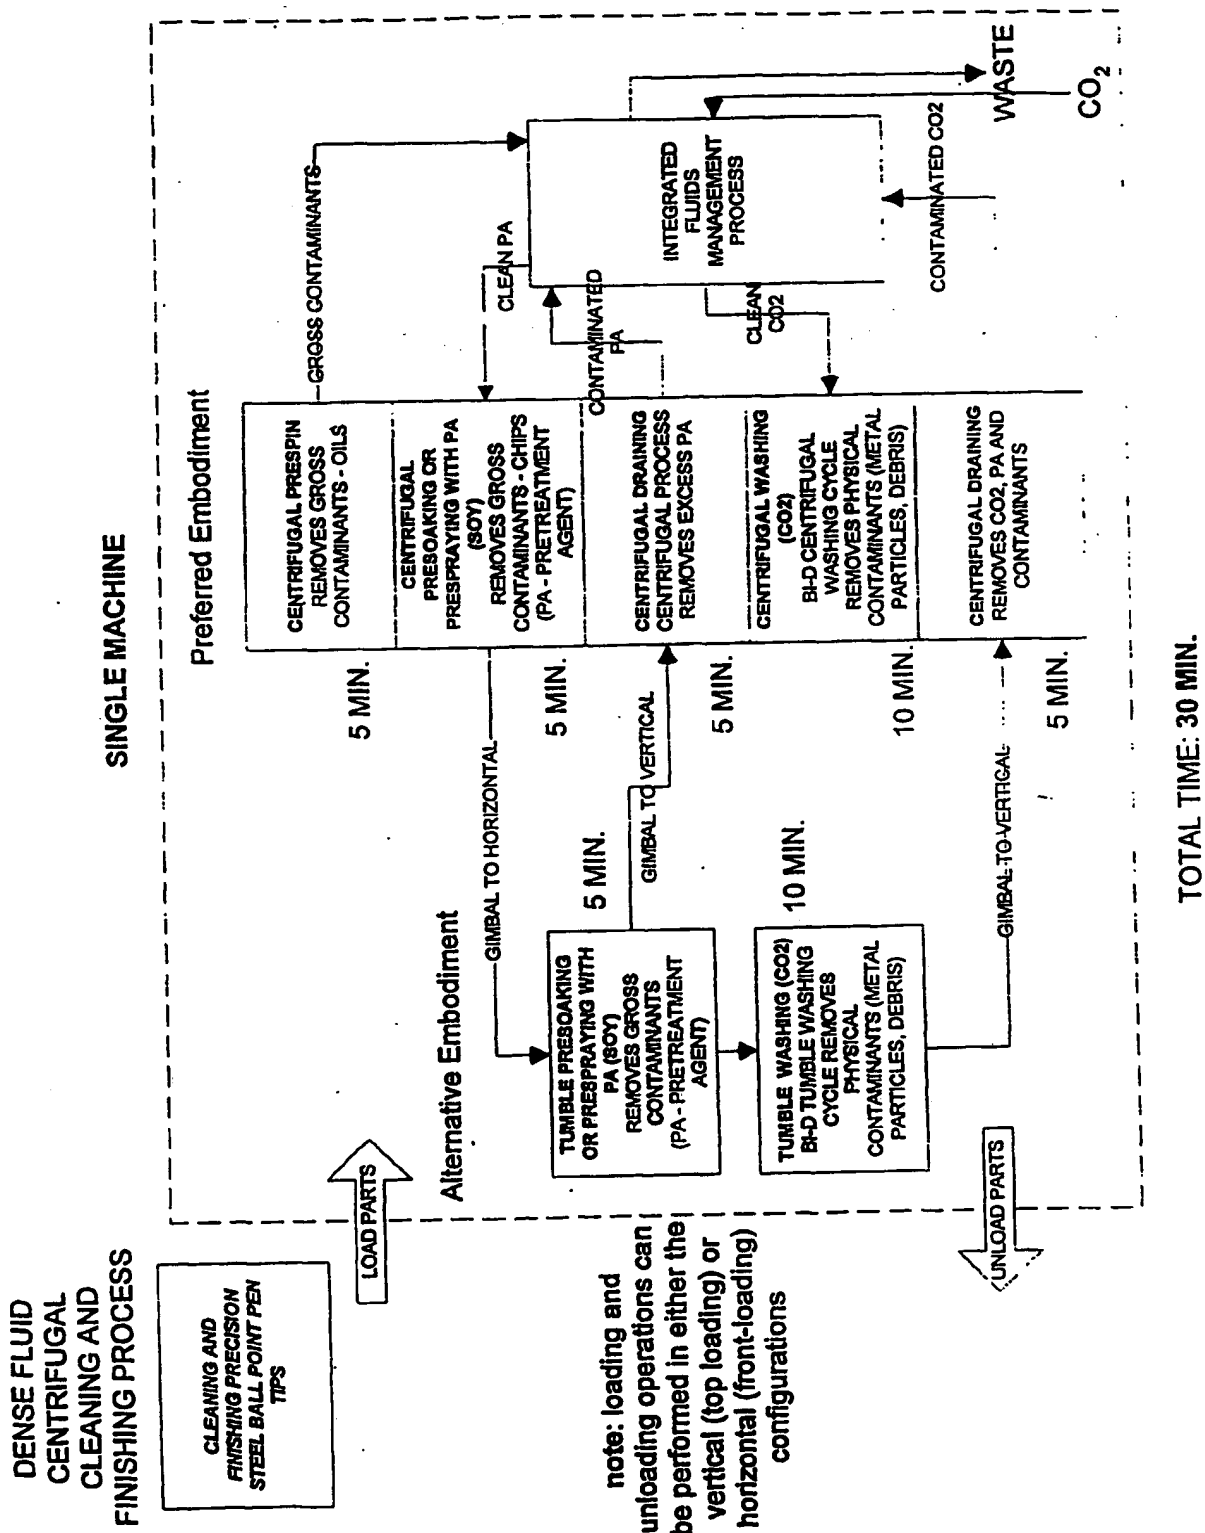 DENSE FLUID
CENTRIFUGAL
CLEANING AND
FINISHING PROCESS
CLEANING AND
FINISHING PRECISION
STEEL BALL POINT PEN
TIPS
LOAD PARTS
note: loading and
unloading operations can
be performed in either the
vertical (top loading) or
horizontal (front-loading)
configurations
UNLOAD PARTS
SINGLE MACHINE
Alternative Embodiment
TUMBLE PRESOAKING
OR PRESPRAYING WITH
PA (SOY)
REMOVES GROSS
CONTAMINANTS
(PA - PRETREATMENT
AGENT)
5 MIN.
TUMBLE WASHING (CO2)
BI-D TUMBLE WASHING
CYCLE REMOVES
PHYSICAL
CONTAMINANTS (METAL
PARTICLES, DEBRIS)
10 MIN.
GIMBAL TO HORIZONTAL
GIMBAL TO VERTICAL
GIMBAL-TO-VERTICAL
Preferred Embodiment
CENTRIFUGAL PRESPIN
REMOVES GROSS
CONTAMINANTS - OILS
5 MIN.
CENTRIFUGAL
PRESOAKING OR
PRESPRAYING WITH PA
(SOY)
REMOVES GROSS
CONTAMINANTS - CHIPS
(PA - PRETREATMENT
AGENT)
5 MIN.
CENTRIFUGAL DRAINING
CENTRIFUGAL PROCESS
REMOVES EXCESS PA
5 MIN.
CENTRIFUGAL WASHING
(CO2)
BI-D CENTRIFUGAL
WASHING CYCLE
REMOVES PHYSICAL
CONTAMINANTS (METAL
PARTICLES, DEBRIS)
10 MIN.
CENTRIFUGAL DRAINING
REMOVES CO2, PA AND
CONTAMINANTS
5 MIN.
GROSS CONTAMINANTS
CLEAN PA
CONTAMINATED
PA
CLEAN
CO2
CONTAMINATED CO2
INTEGRATED
FLUIDS
MANAGEMENT
PROCESS
WASTE
CO2
TOTAL TIME: 30 MIN.